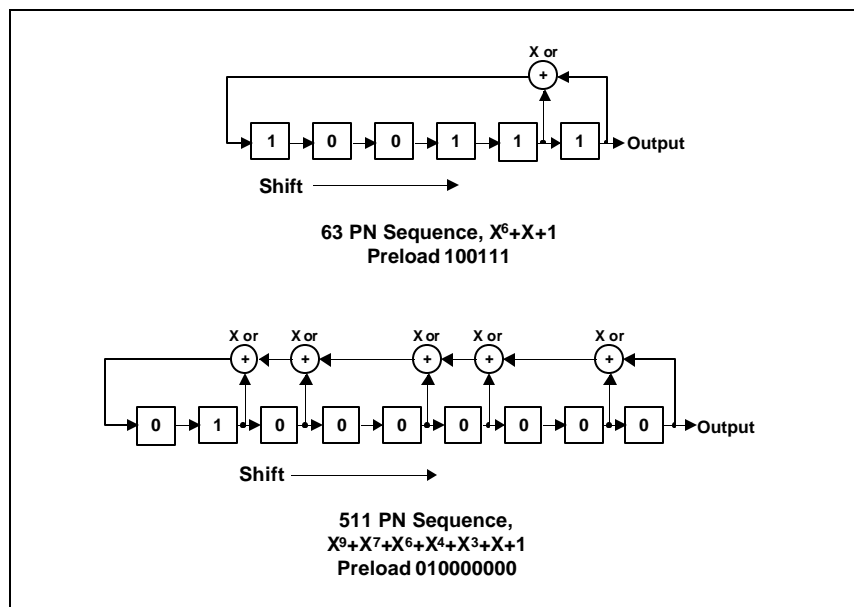 X or
+
1 0 0 1 1 1 Output
Shift
63 PN Sequence, X⁶+X+1
Preload 100111
X or X or X or X or X or
+ + + + +
0 1 0 0 0 0 0 0 0 Output
Shift
511 PN Sequence,
X⁹+X⁷+X⁶+X⁴+X³+X+1
Preload 010000000